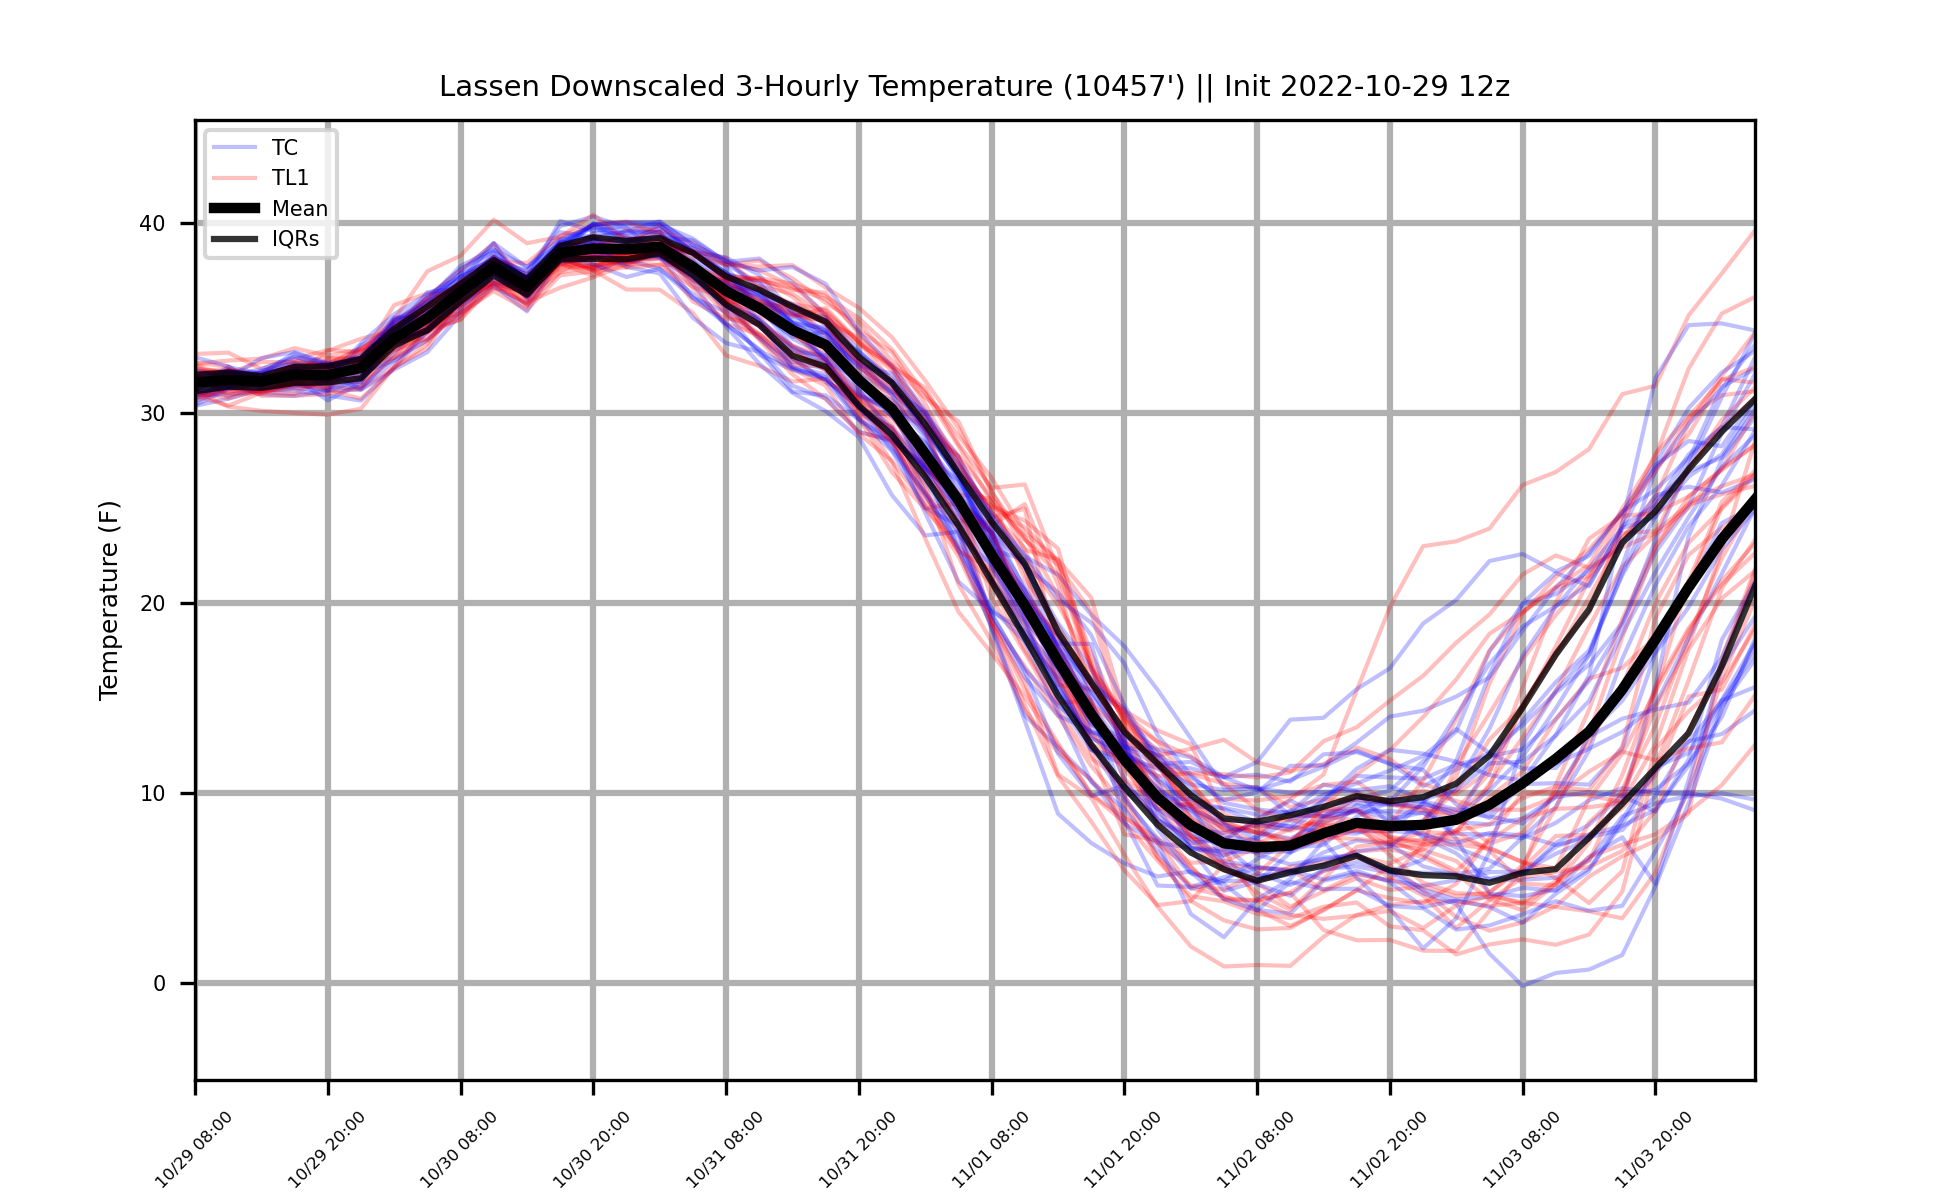 Lassen Downscaled 3-Hourly Temperature (10457') || Init 2022-10-29 12z
TC
TL1
Mean
IQRs
40
30
20
10
0
Temperature (F)
10/29 08:00
10/29 20:00
10/30 08:00
10/30 20:00
10/31 08:00
10/31 20:00
11/01 08:00
11/01 20:00
11/02 08:00
11/02 20:00
11/03 08:00
11/03 20:00